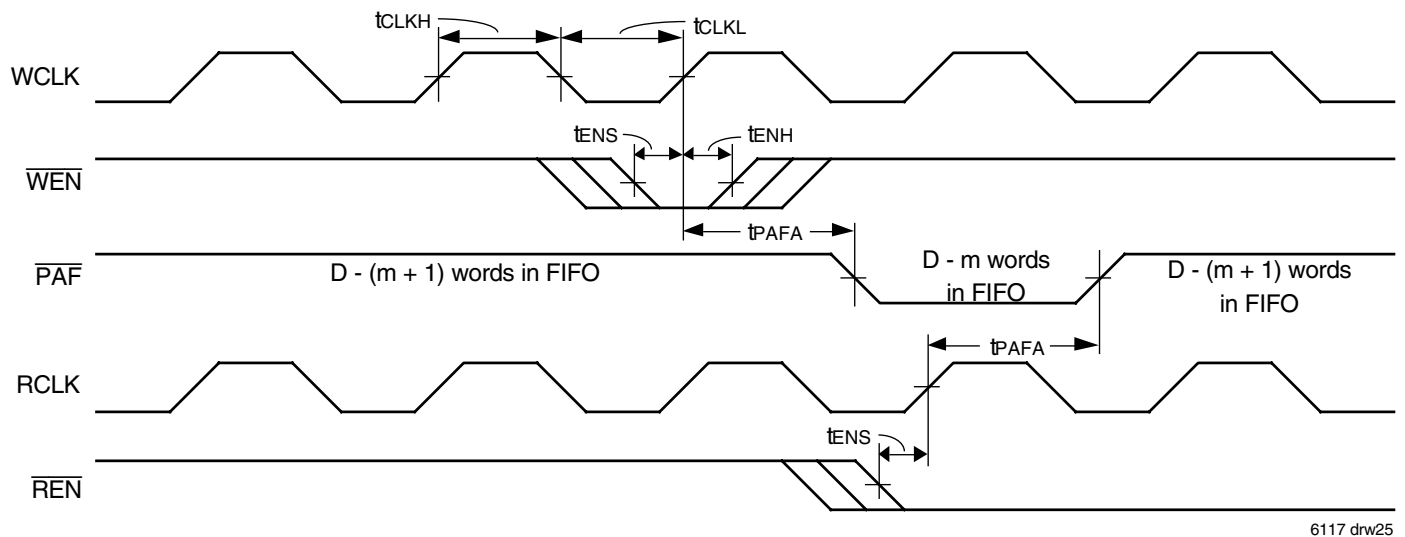 tCLKH
tCLKL
WCLK
tENS
tENH
WEN
tPAFA
PAF
D - (m + 1) words in FIFO
D - m words
in FIFO
D - (m + 1) words
in FIFO
tPAFA
RCLK
tENS
REN
6117 drw25